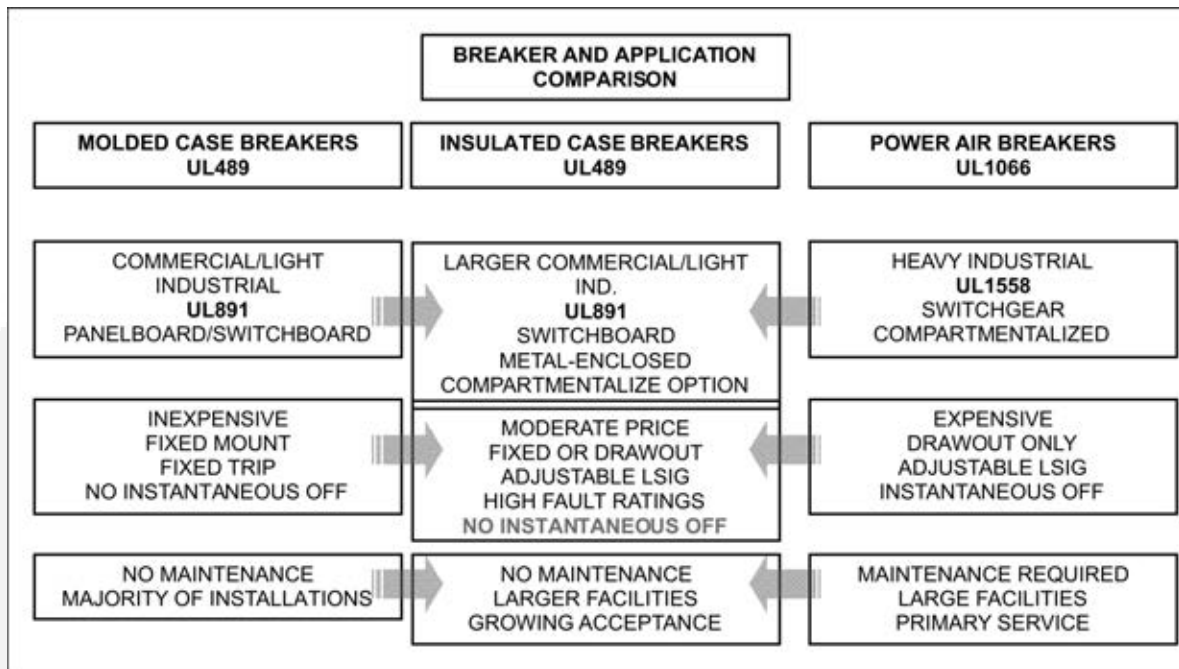 BREAKER AND APPLICATION
COMPARISON
MOLDED CASE BREAKERS
UL489
INSULATED CASE BREAKERS
UL489
POWER AIR BREAKERS
UL1066
COMMERCIAL/LIGHT
INDUSTRIAL
UL891
PANELBOARD/SWITCHBOARD
LARGER COMMERCIAL/LIGHT
IND.
UL891
SWITCHBOARD
METAL-ENCLOSED
COMPARTMENTALIZE OPTION
HEAVY INDUSTRIAL
UL1558
SWITCHGEAR
COMPARTMENTALIZED
INEXPENSIVE
FIXED MOUNT
FIXED TRIP
NO INSTANTANEOUS OFF
MODERATE PRICE
FIXED OR DRAWOUT
ADJUSTABLE LSIG
HIGH FAULT RATINGS
NO INSTANTANEOUS OFF
EXPENSIVE
DRAWOUT ONLY
ADJUSTABLE LSIG
INSTANTANEOUS OFF
NO MAINTENANCE
MAJORITY OF INSTALLATIONS
NO MAINTENANCE
LARGER FACILITIES
GROWING ACCEPTANCE
MAINTENANCE REQUIRED
LARGE FACILITIES
PRIMARY SERVICE